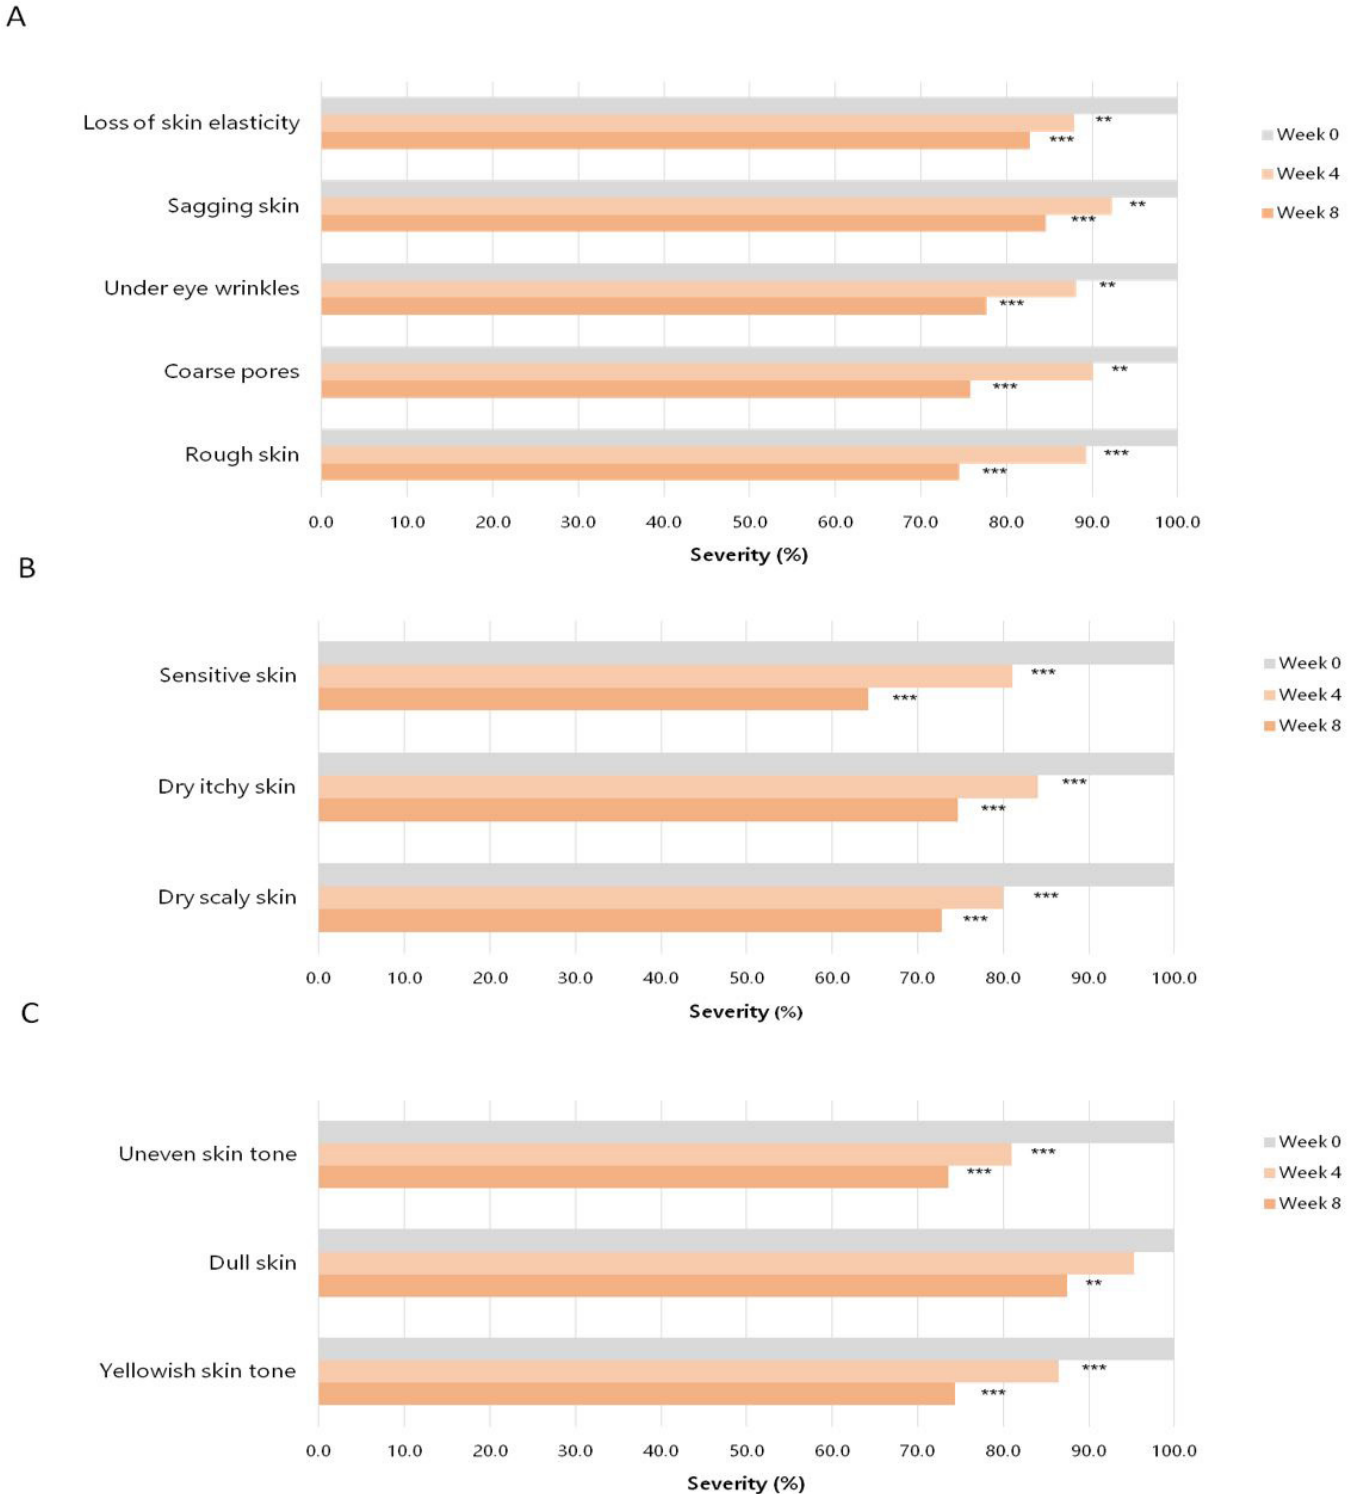 A
Loss of skin elasticity
**
***
Week 0
Week 4
Week 8
Sagging skin
**
***
Under eye wrinkles
**
***
Coarse pores
**
***
Rough skin
***
***
0.0 10.0 20.0 30.0 40.0 50.0 60.0 70.0 80.0 90.0 100.0
Severity (%)
B
Sensitive skin
***
***
Week 0
Week 4
Week 8
Dry itchy skin
***
***
Dry scaly skin
***
***
0.0 10.0 20.0 30.0 40.0 50.0 60.0 70.0 80.0 90.0 100.0
Severity (%)
C
Uneven skin tone
***
***
Week 0
Week 4
Week 8
Dull skin
**
Yellowish skin tone
***
***
0.0 10.0 20.0 30.0 40.0 50.0 60.0 70.0 80.0 90.0 100.0
Severity (%)